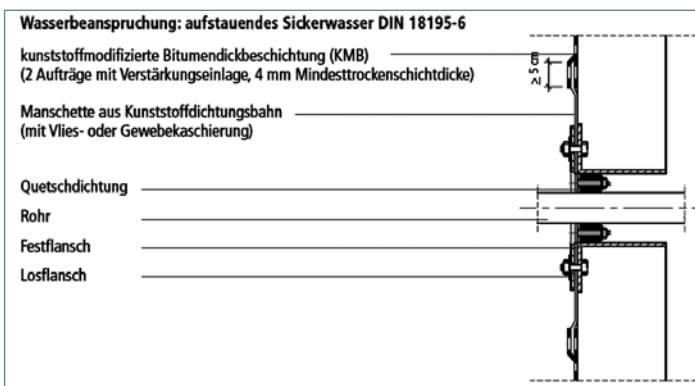 Wasserbeanspruchung: aufstauendes Sickerwasser DIN 18195-6
kunststoffmodifizierte Bitumendickbeschichtung (KMB)
(2 Aufträge mit Verstärkungseinlage, 4 mm Mindesttrockenschichtdicke)
≥ 5 cm
Manschette aus Kunststoffdichtungsbahn
(mit Vlies- oder Gewebekaschierung)
Quetschdichtung
Rohr
Festflansch
Losflansch